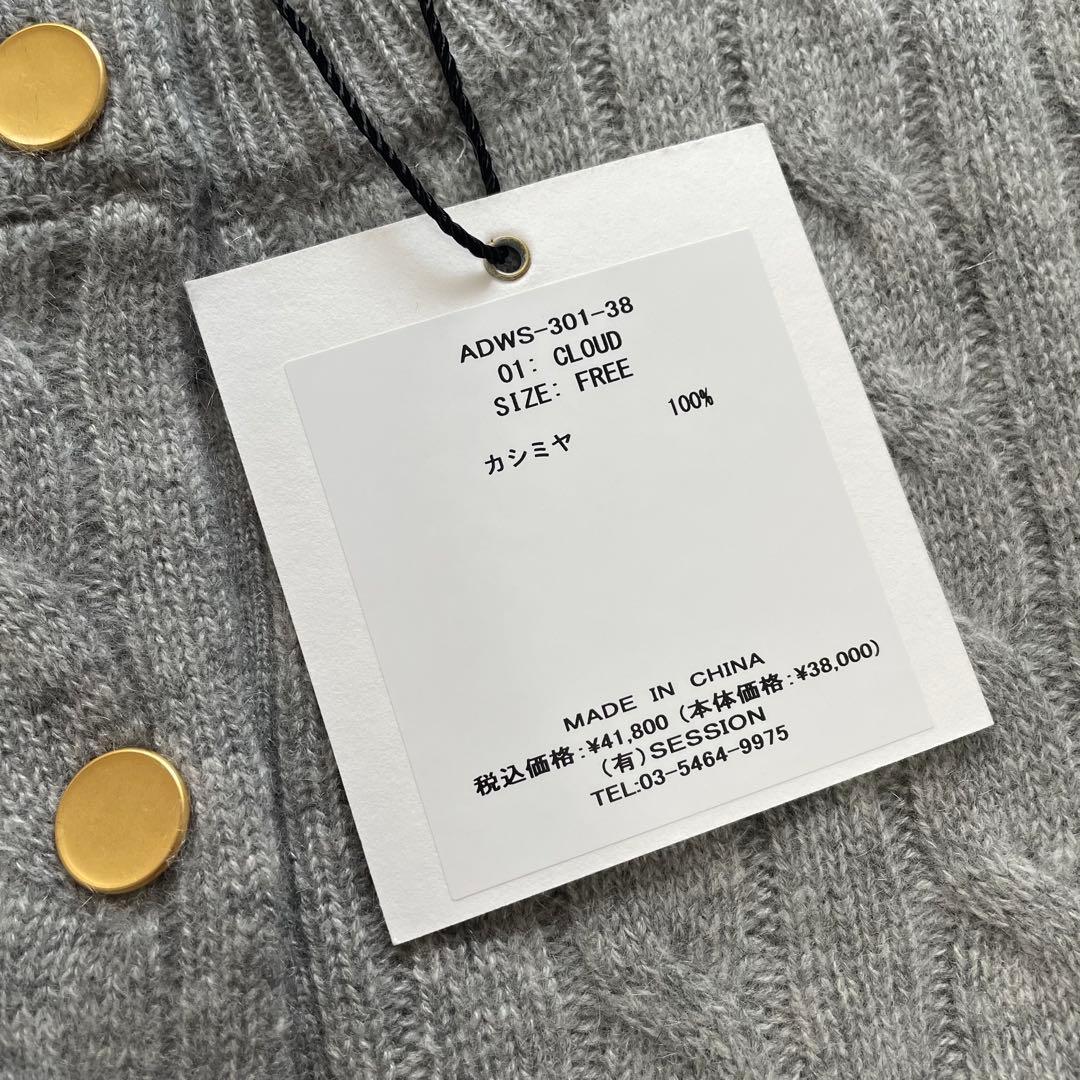 ADWS-301-38
01: CLOUD
SIZE: FREE
カシミヤ 100%
MADE IN CHINA
税込価格:¥41,800 (本体価格:¥38,000)
(有)SESSION
TEL:03-5464-9975